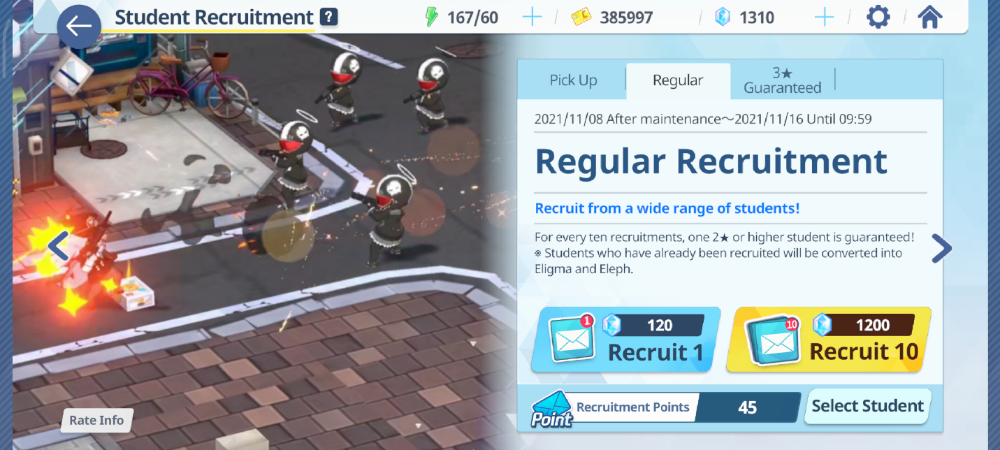 Student Recruitment ?
167/60
385997
1310
Pick Up
Regular
3★
Guaranteed
2021/11/08 After maintenance～2021/11/16 Until 09:59
Regular Recruitment
Recruit from a wide range of students!
For every ten recruitments, one 2★ or higher student is guaranteed!
※ Students who have already been recruited will be converted into
Eligma and Eleph.
1
120
Recruit 1
10
1200
Recruit 10
Point
Recruitment Points
45
Select Student
Rate Info